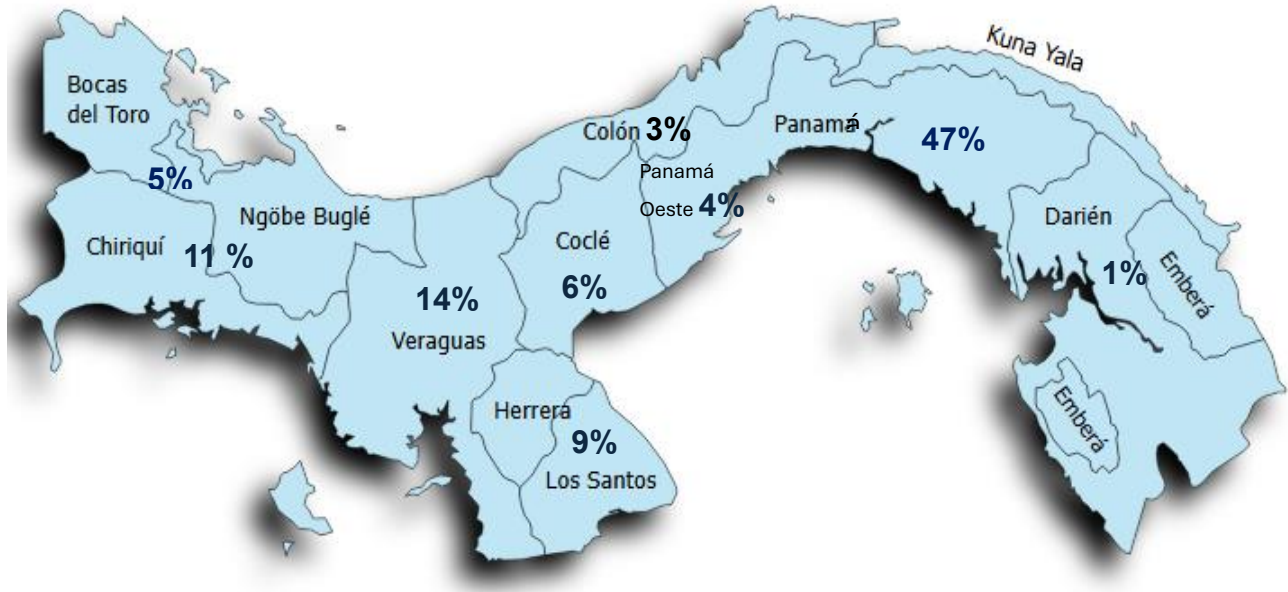 Kuna Yala
Bocas
del Toro
Colón 3%
Panamá
47%
5%
Panamá
Oeste 4%
Ngöbe Buglé
Darién
Chiriquí
11 %
Coclé
1%
Emberá
6%
14%
Veraguas
Herrera
Emberá
9%
Los Santos